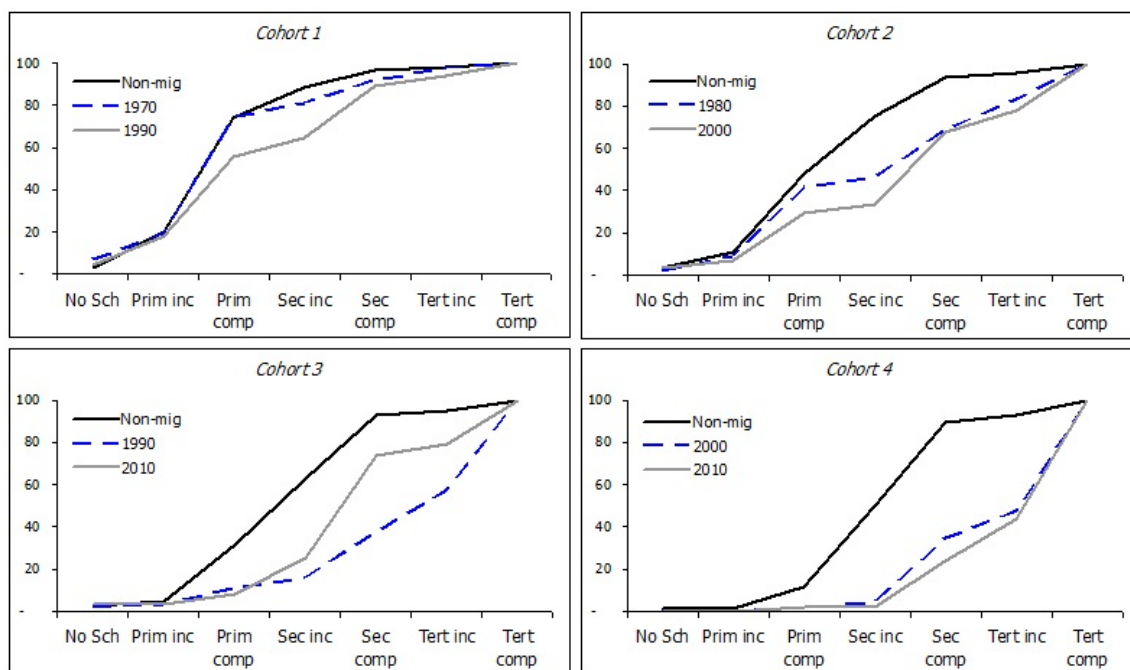 Cohort 1
100
80
60
40
20
-
Non-mig
1970
1990
No Sch Prim inc Prim comp Sec inc Sec comp Tert inc Tert comp
Cohort 2
100
80
60
40
20
-
Non-mig
1980
2000
No Sch Prim inc Prim comp Sec inc Sec comp Tert inc Tert comp
Cohort 3
100
80
60
40
20
-
Non-mig
1990
2010
No Sch Prim inc Prim comp Sec inc Sec comp Tert inc Tert comp
Cohort 4
100
80
60
40
20
-
Non-mig
2000
2010
No Sch Prim inc Prim comp Sec inc Sec comp Tert inc Tert comp